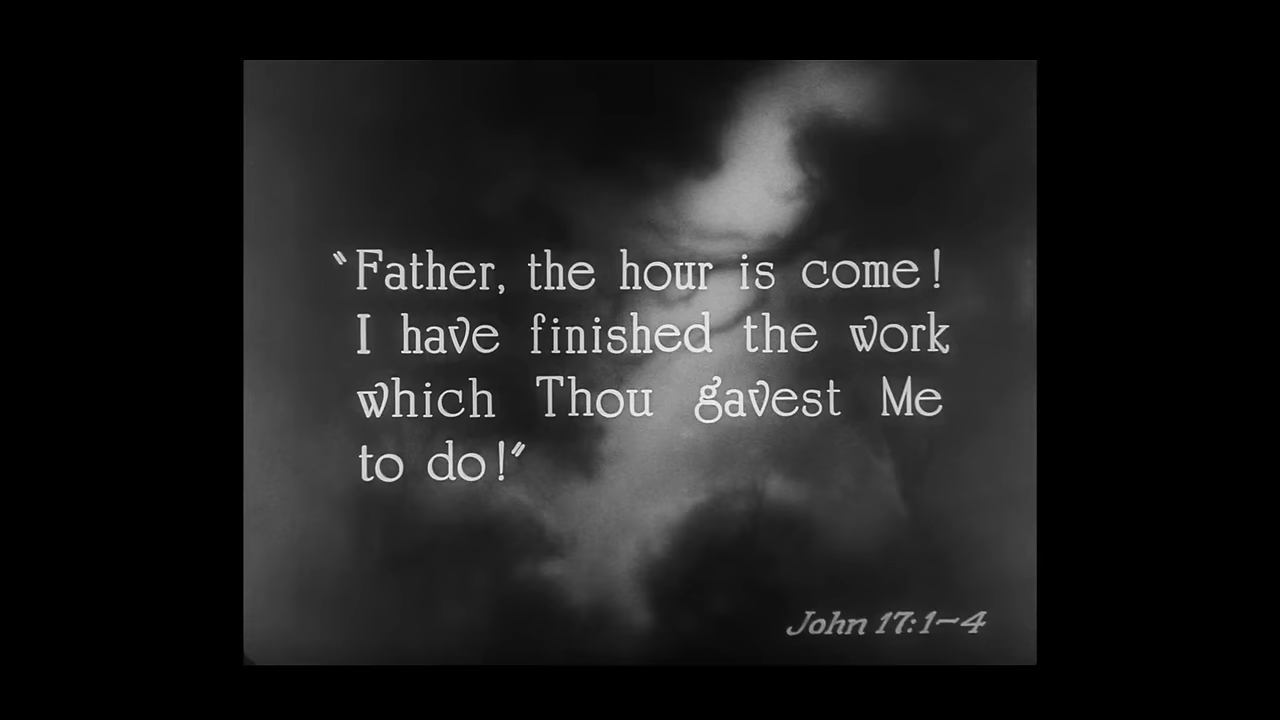 "Father, the hour is come!
I have finished the work
which Thou gavest Me
to do!"
John 17:1-4